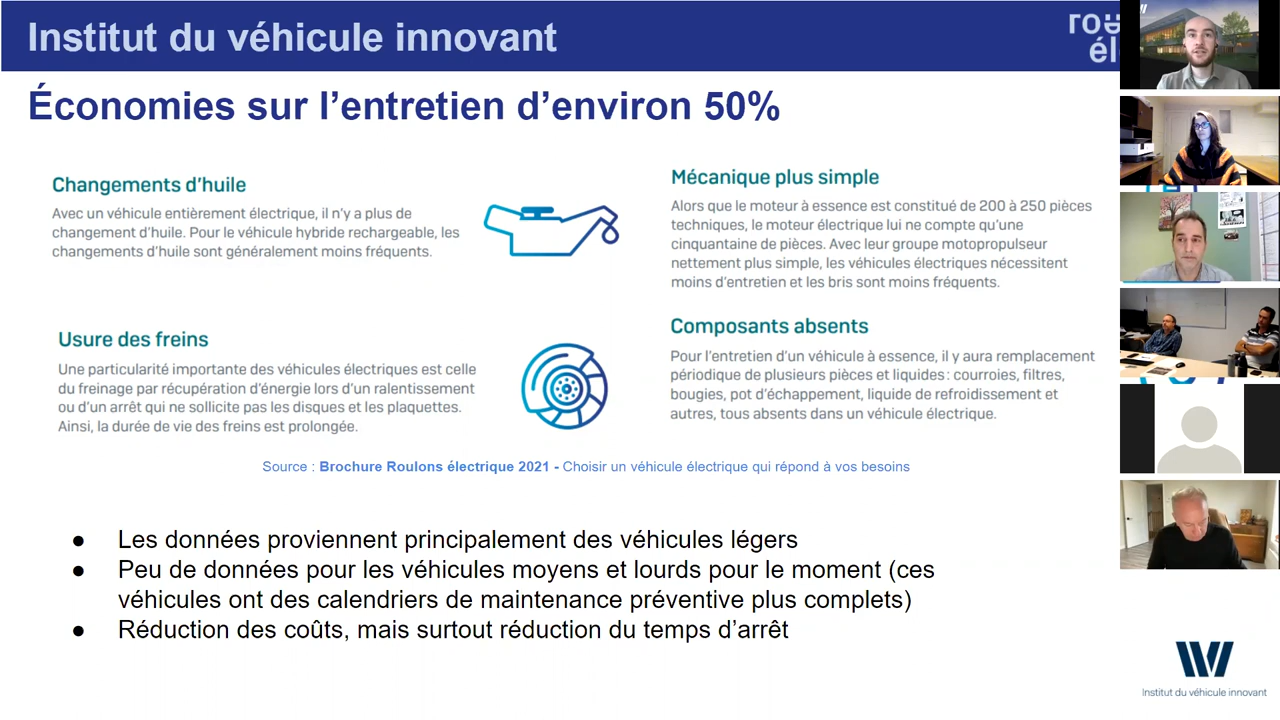 Institut du véhicule innovant
Économies sur l'entretien d'environ 50%
Changements d'huile
Avec un véhicule entièrement électrique, il n'y a plus de
changement d'huile. Pour le véhicule hybride rechargeable, les
changements d'huile sont généralement moins fréquents.
Usure des freins
Une particularité importante des véhicules électriques est celle
du freinage par récupération d'énergie lors d'un ralentissement
ou d'un arrêt qui ne sollicite pas les disques et les plaquettes.
Ainsi, la durée de vie des freins est prolongée.
Mécanique plus simple
Alors que le moteur à essence est constitué de 200 à 250 pièces
techniques, le moteur électrique lui ne compte qu'une
cinquantaine de pièces. Avec leur groupe motopropulseur
nettement plus simple, les véhicules électriques nécessitent
moins d'entretien et les bris sont moins fréquents.
Composants absents
Pour l'entretien d'un véhicule à essence, il y aura remplacement
périodique de plusieurs pièces et liquides : courroies, filtres,
bougies, pot d'échappement, liquide de refroidissement et
autres, tous absents dans un véhicule électrique.
Source : Brochure Roulons électrique 2021 - Choisir un véhicule électrique qui répond à vos besoins
● Les données proviennent principalement des véhicules légers
● Peu de données pour les véhicules moyens et lourds pour le moment (ces
véhicules ont des calendriers de maintenance préventive plus complets)
● Réduction des coûts, mais surtout réduction du temps d'arrêt
Institut du véhicule innovant